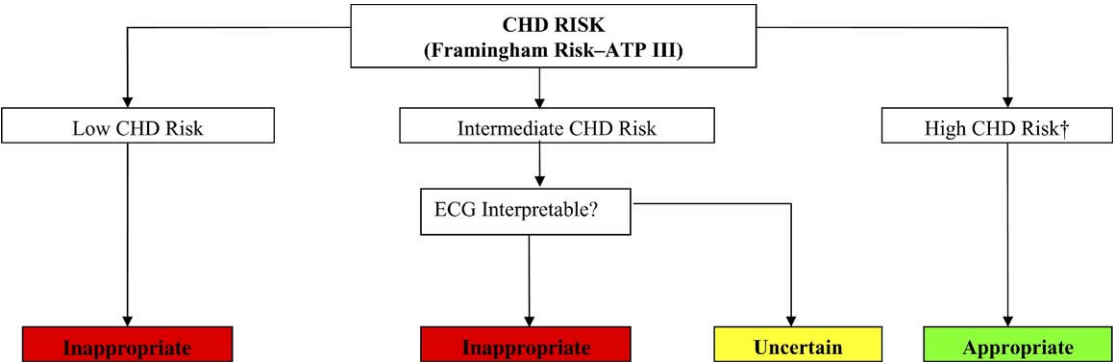 CHD RISK
(Framingham Risk–ATP III)
Low CHD Risk
Intermediate CHD Risk
High CHD Risk†
ECG Interpretable?
Inappropriate
Inappropriate
Uncertain
Appropriate